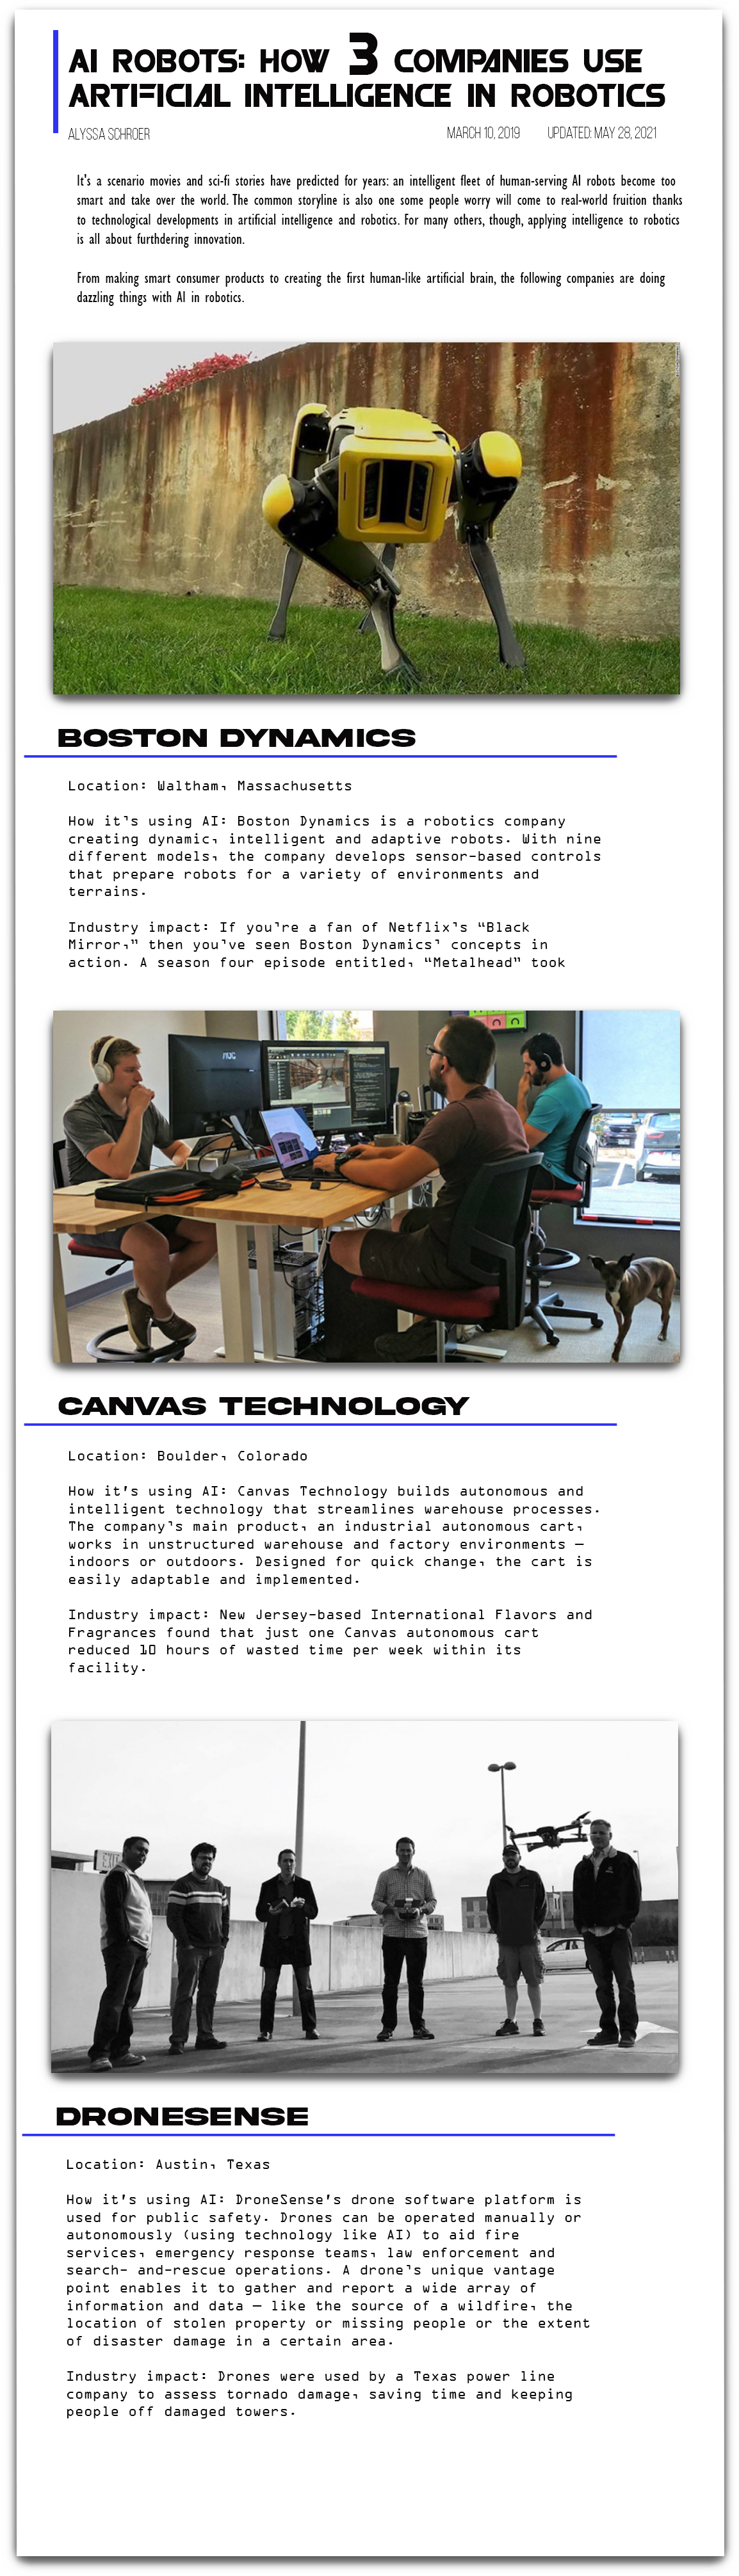 AI ROBOTS: HOW 3 COMPANIES USE
ARTIFICIAL INTELLIGENCE IN ROBOTICS
ALYSSA SCHROER
MARCH 10, 2019 UPDATED: MAY 28, 2021
It's a scenario movies and sci-fi stories have predicted for years: an intelligent fleet of human-serving AI robots become too
smart and take over the world. The common storyline is also one some people worry will come to real-world fruition thanks
to technological developments in artificial intelligence and robotics. For many others, though, applying intelligence to robotics
is all about furthdering innovation.
From making smart consumer products to creating the first human-like artificial brain, the following companies are doing
dazzling things with AI in robotics.
BOSTON DYNAMICS
Location: Waltham, Massachusetts
How it’s using AI: Boston Dynamics is a robotics company
creating dynamic, intelligent and adaptive robots. With nine
different models, the company develops sensor-based controls
that prepare robots for a variety of environments and
terrains.
Industry impact: If you’re a fan of Netflix’s “Black
Mirror,” then you’ve seen Boston Dynamics’ concepts in
action. A season four episode entitled, “Metalhead” took
AOC
CANVAS TECHNOLOGY
Location: Boulder, Colorado
How it's using AI: Canvas Technology builds autonomous and
intelligent technology that streamlines warehouse processes.
The company’s main product, an industrial autonomous cart,
works in unstructured warehouse and factory environments —
indoors or outdoors. Designed for quick change, the cart is
easily adaptable and implemented.
Industry impact: New Jersey-based International Flavors and
Fragrances found that just one Canvas autonomous cart
reduced 10 hours of wasted time per week within its
facility.
DRONESENSE
Location: Austin, Texas
How it's using AI: DroneSense's drone software platform is
used for public safety. Drones can be operated manually or
autonomously (using technology like AI) to aid fire
services, emergency response teams, law enforcement and
search- and-rescue operations. A drone’s unique vantage
point enables it to gather and report a wide array of
information and data — like the source of a wildfire, the
location of stolen property or missing people or the extent
of disaster damage in a certain area.
Industry impact: Drones were used by a Texas power line
company to assess tornado damage, saving time and keeping
people off damaged towers.